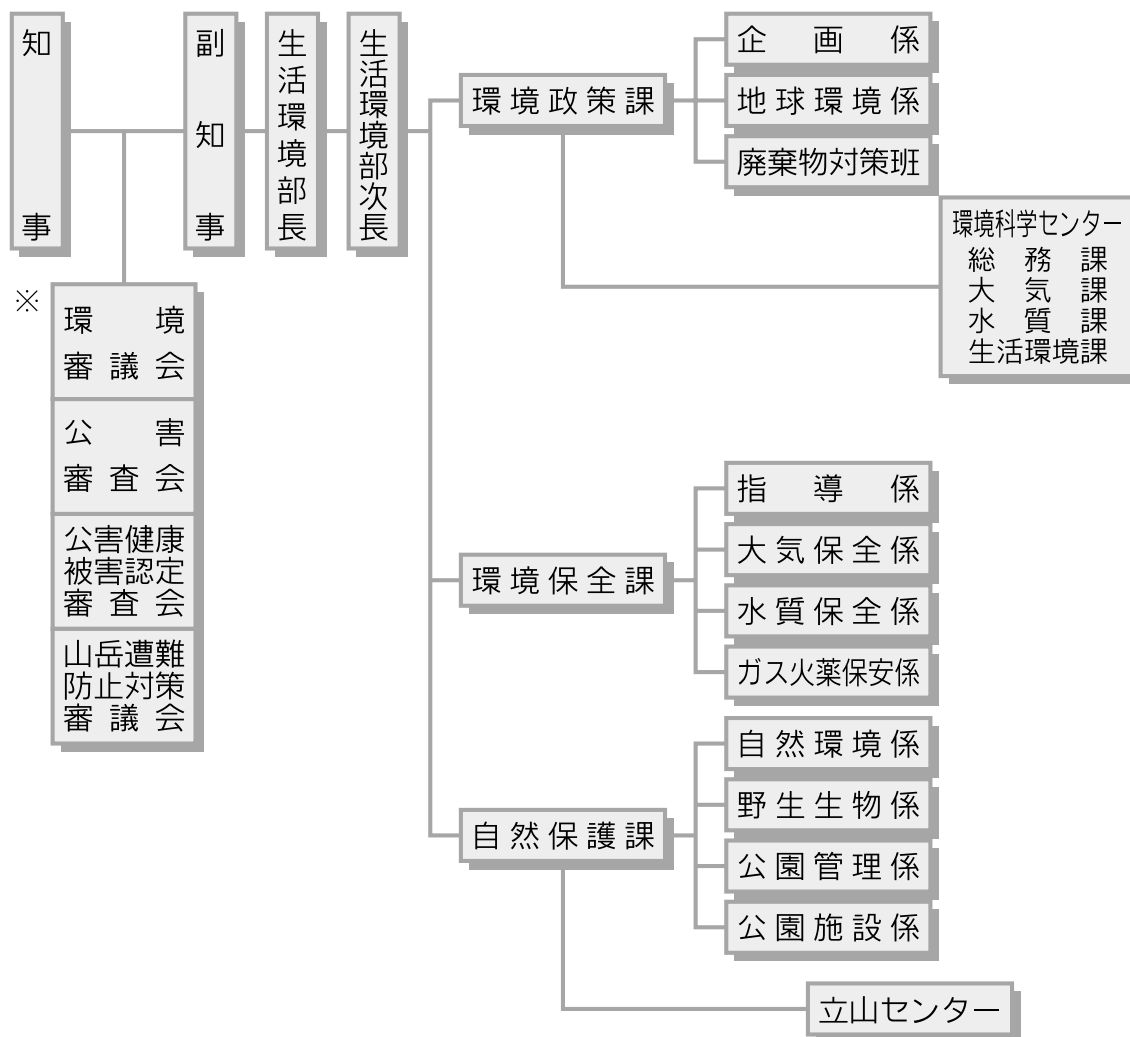 知事
副知事
生活環境部長
生活環境部次長
※
環境
審議会
公害
審査会
公害健康
被害認定
審査会
山岳遭難
防止対策
審議会
環境政策課
企画係
地球環境係
廃棄物対策班
環境科学センター
総務課
大気課
水質課
生活環境課
環境保全課
指導係
大気保全係
水質保全係
ガス火薬保安係
自然保護課
自然環境係
野生生物係
公園管理係
公園施設係
立山センター